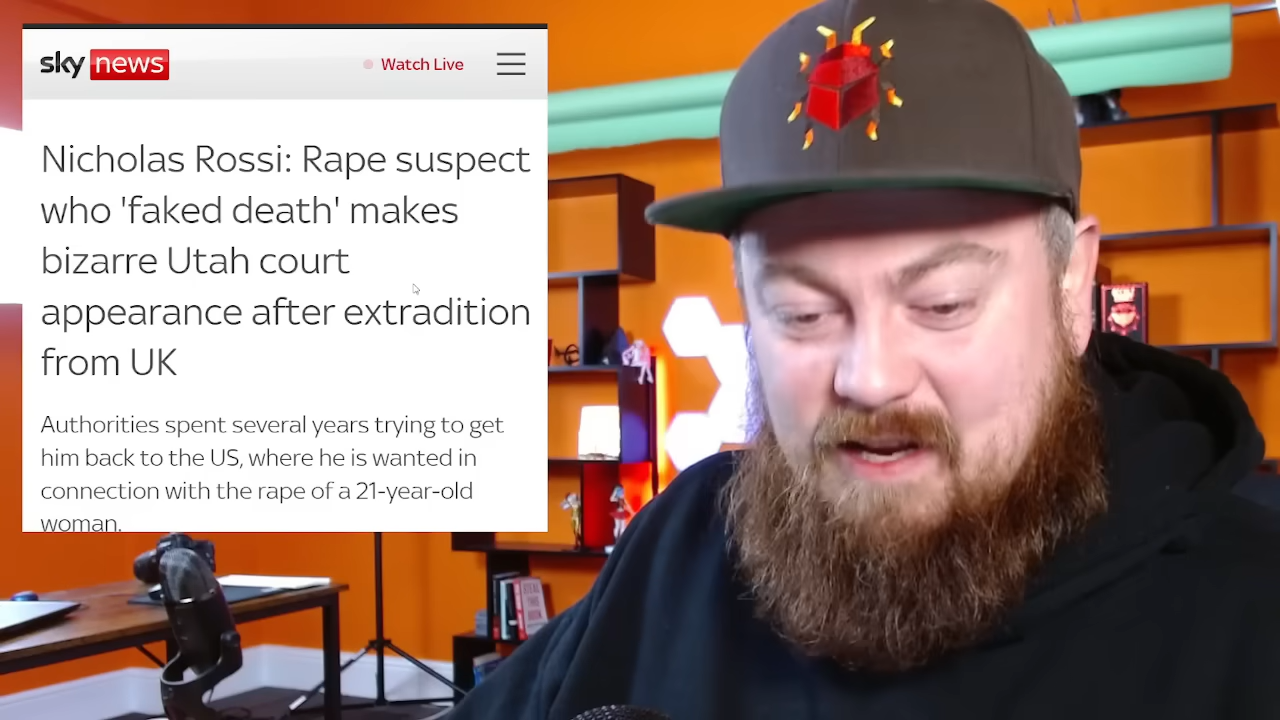 sky news
Watch Live
Nicholas Rossi: Rape suspect
who 'faked death' makes
bizarre Utah court
appearance after extradition
from UK
Authorities spent several years trying to get
him back to the US, where he is wanted in
connection with the rape of a 21-year-old
woman.